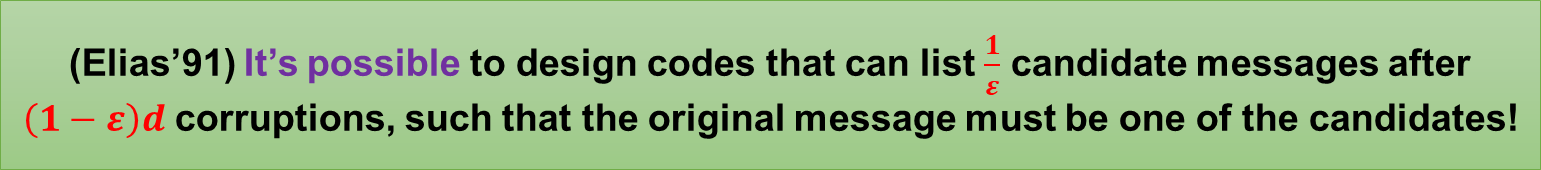 (Elias’91) It’s possible to design codes that can list 1/ε candidate messages after
(1 − ε)d corruptions, such that the original message must be one of the candidates!